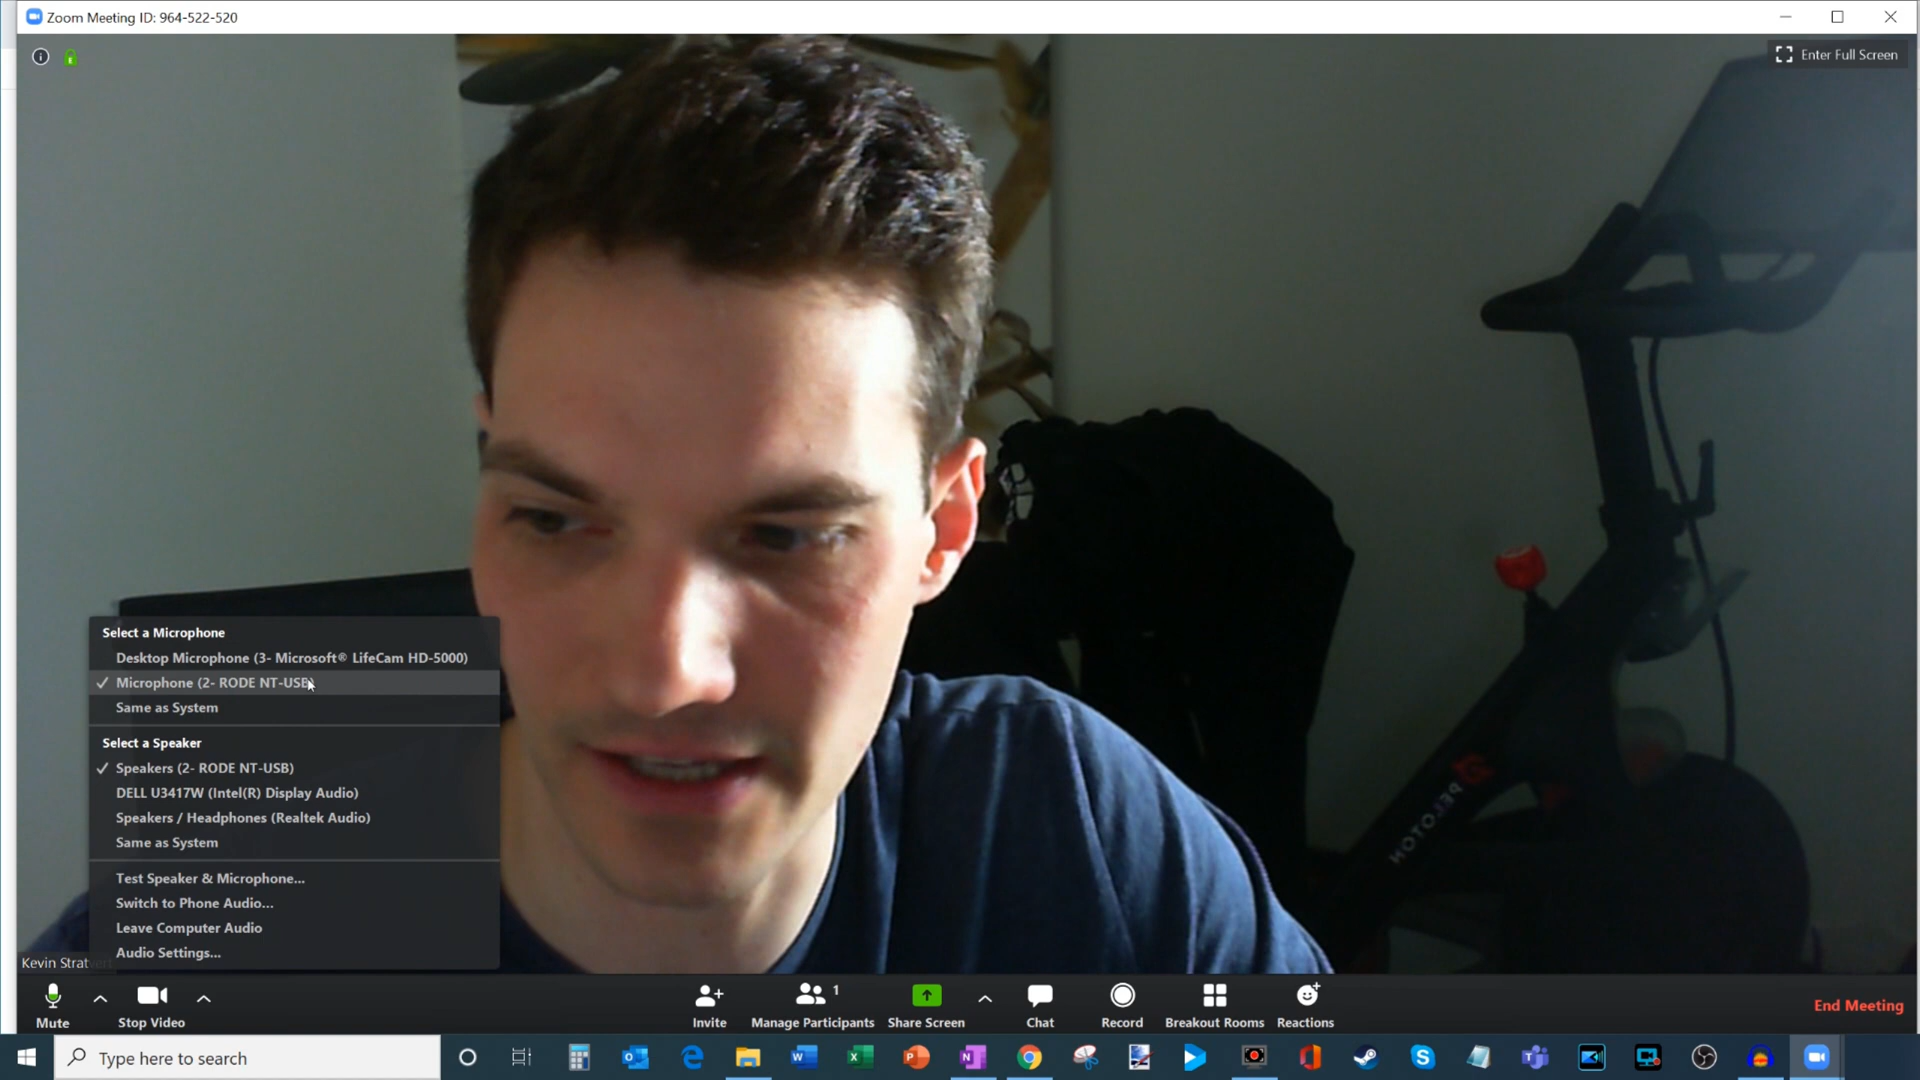 Zoom Meeting ID: 964-522-520
Enter Full Screen
Select a Microphone
Desktop Microphone (3- Microsoft® LifeCam HD-5000)
Microphone (2- RODE NT-USB)
Same as System
Select a Speaker
Speakers (2- RODE NT-USB)
DELL U3417W (Intel(R) Display Audio)
Speakers / Headphones (Realtek Audio)
Same as System
Test Speaker & Microphone...
Switch to Phone Audio...
Leave Computer Audio
Audio Settings...
PELOTON
Kevin Stratvert
Mute
Stop Video
Invite
Manage Participants 1
Share Screen
Chat
Record
Breakout Rooms
Reactions
End Meeting
Type here to search